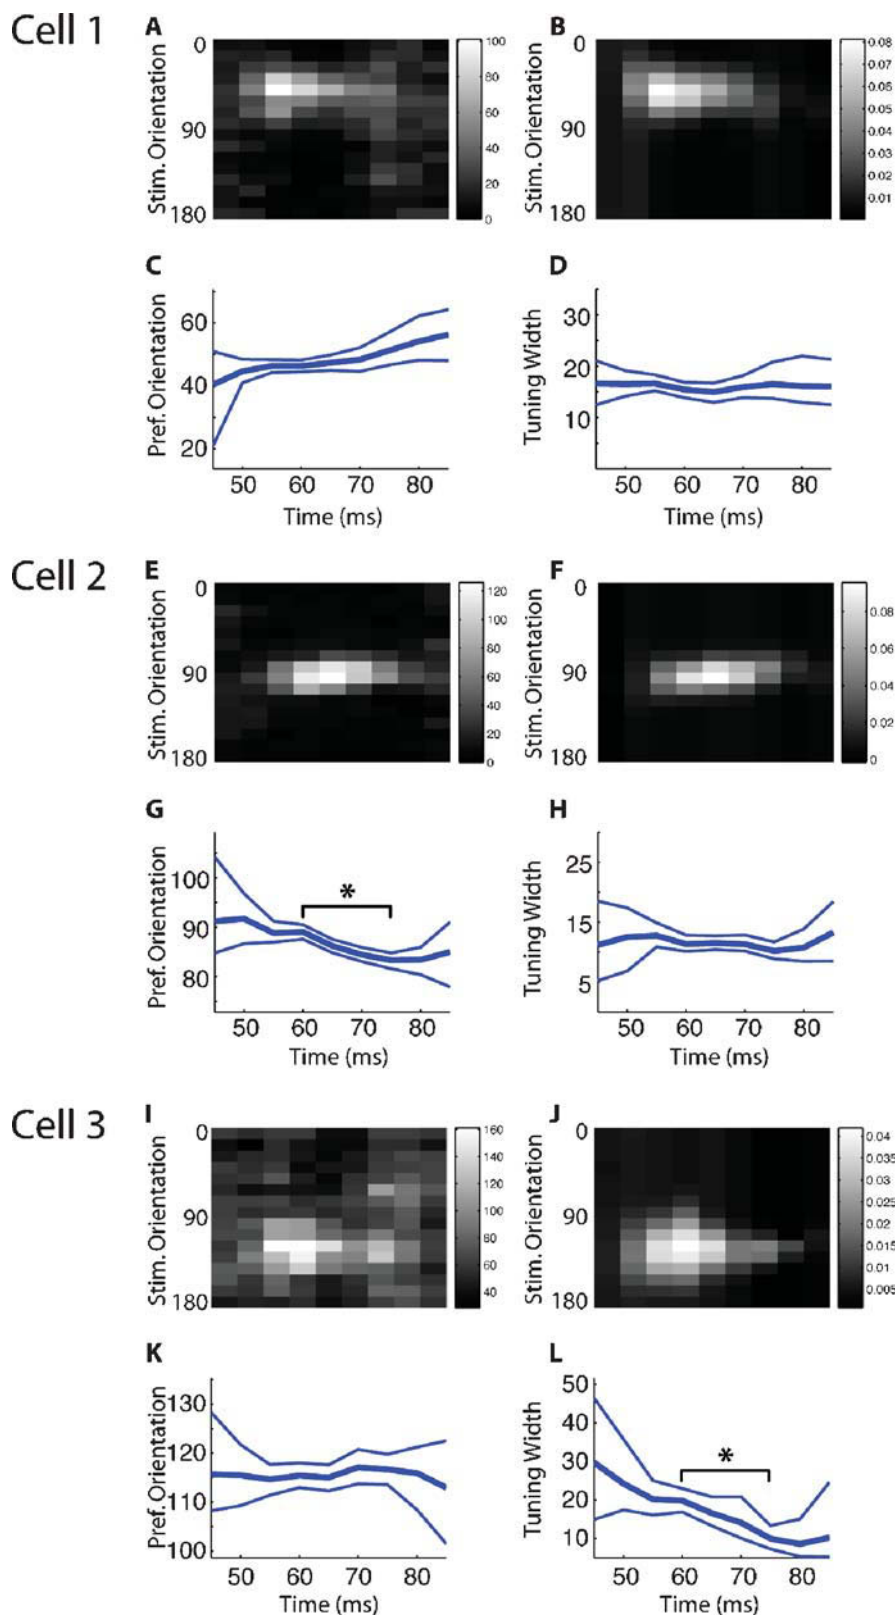 Cell 1
A
Stim. Orientation
0
90
180
100
80
60
40
20
0
B
Stim. Orientation
0
90
180
0.08
0.07
0.06
0.05
0.04
0.03
0.02
0.01
C
Pref. Orientation
60
40
20
50 60 70 80
Time (ms)
D
Tuning Width
30
20
10
50 60 70 80
Time (ms)
Cell 2
E
Stim. Orientation
0
90
180
120
100
80
60
40
20
0
F
Stim. Orientation
0
90
180
0.08
0.06
0.04
0.02
0
G
Pref. Orientation
100
90
80
*
50 60 70 80
Time (ms)
H
Tuning Width
25
15
5
50 60 70 80
Time (ms)
Cell 3
I
Stim. Orientation
0
90
180
160
140
120
100
80
60
40
J
Stim. Orientation
0
90
180
0.04
0.035
0.03
0.025
0.02
0.015
0.01
0.005
K
Pref. Orientation
130
120
110
100
50 60 70 80
Time (ms)
L
Tuning Width
50
40
30
20
10
*
50 60 70 80
Time (ms)